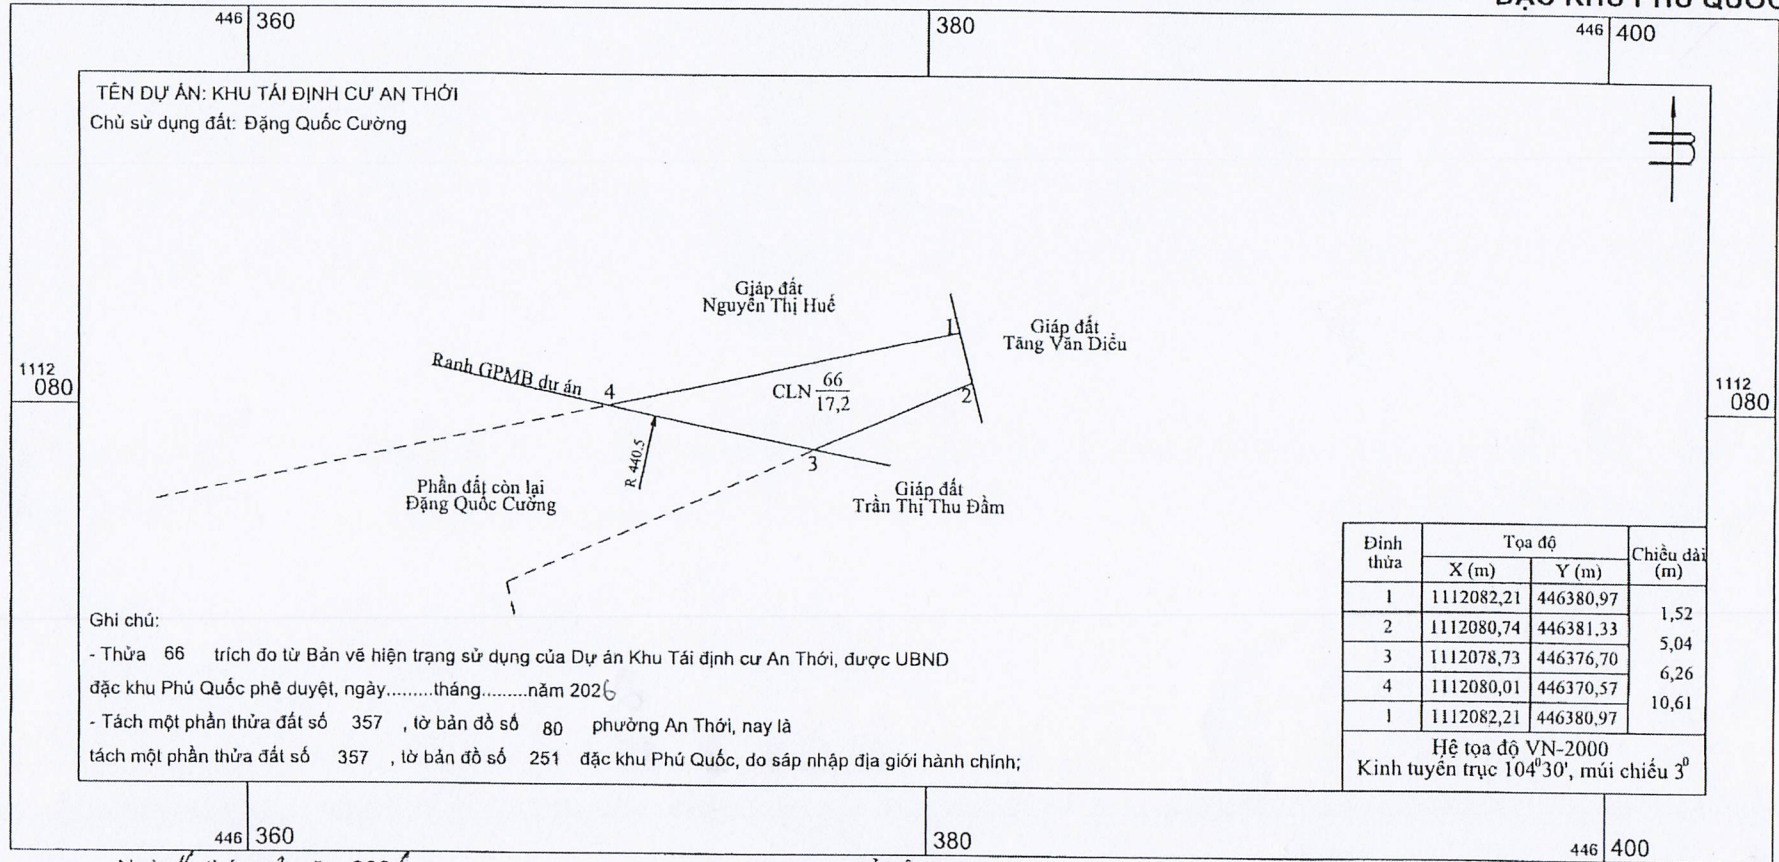 ĐẶC KHU PHÚ QUỐC
446 360
380
446 400
TÊN DỰ ÁN: KHU TÁI ĐỊNH CƯ AN THỚI
Chủ sử dụng đất: Đặng Quốc Cường
Giáp đất
Nguyễn Thị Huế
1
Giáp đất
Tăng Văn Diều
Ranh GPMB dự án
4
CLN 66
17,2
2
1112
080
1112
080
R 440.5
3
Phần đất còn lại
Đặng Quốc Cường
Giáp đất
Trần Thị Thu Đầm
Đỉnh thửa Tọa độ Chiều dài (m)
X (m) Y (m)
1 1112082,21 446380,97
1,52
2 1112080,74 446381.33
5,04
3 1112078,73 446376,70
6,26
4 1112080,01 446370,57
10,61
1 1112082,21 446380,97
Hệ tọa độ VN-2000
Kinh tuyến trục 104⁰30', múi chiếu 3⁰
Ghi chú:
- Thửa 66 trích đo từ Bản vẽ hiện trạng sử dụng của Dự án Khu Tái định cư An Thới, được UBND
đặc khu Phú Quốc phê duyệt, ngày.........tháng.........năm 2026
- Tách một phần thửa đất số 357 , tờ bản đồ số 80 phường An Thới, nay là
tách một phần thửa đất số 357 , tờ bản đồ số 251 đặc khu Phú Quốc, do sáp nhập địa giới hành chính;
446 360
380
446 400